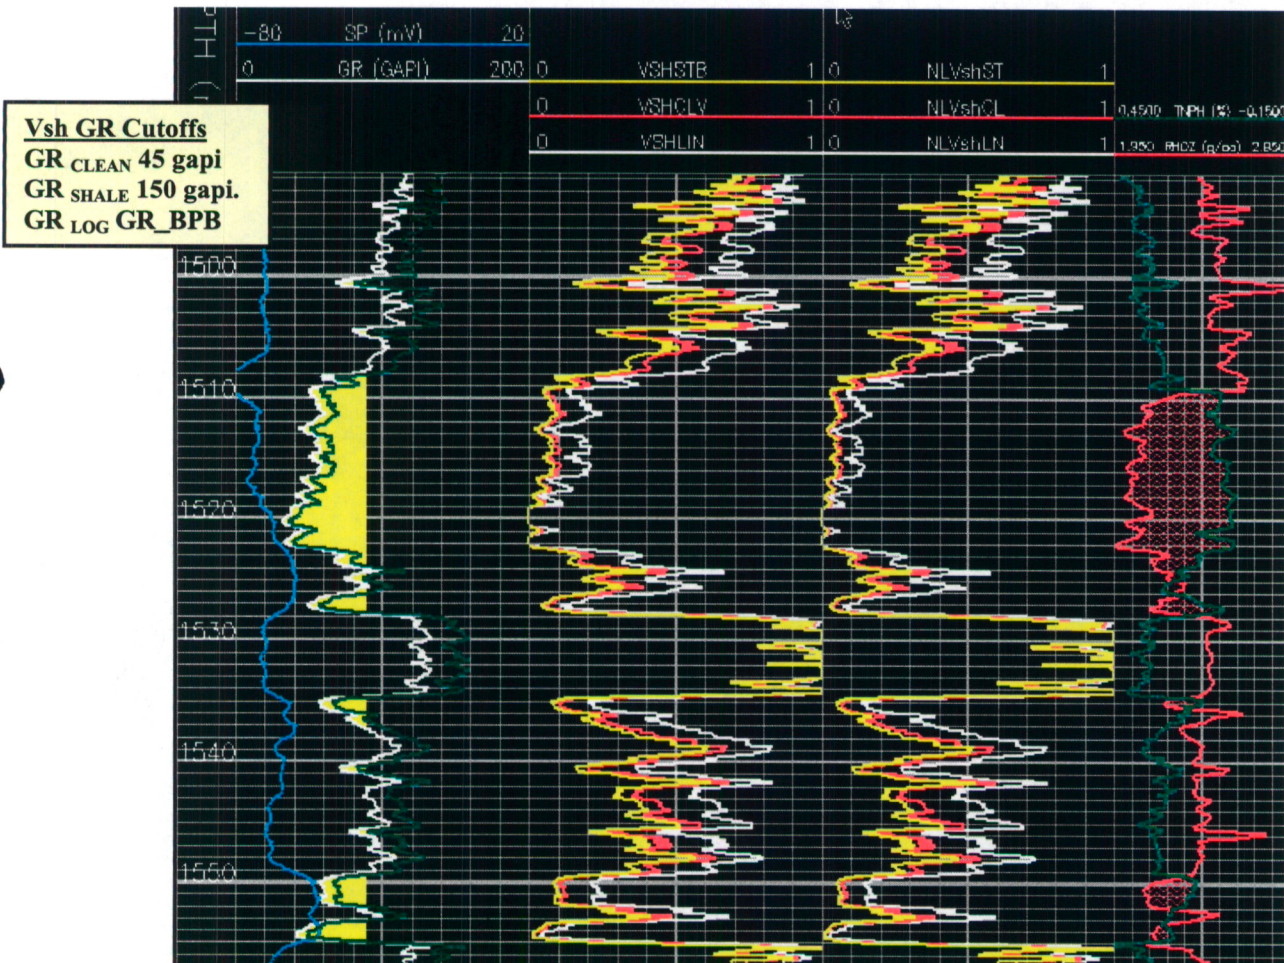 -80 SP (mV) 20
0 GR (GAPI) 200 0 VSHSTB 1 0 NLVshST 1
0 VSHCLV 1 0 NLVshCL 1 0.4500 TNPH (%) -0.1500
0 VSHLIN 1 0 NLVshLN 1 1.950 RHOZ (g/cc) 2.950
Vsh GR Cutoffs
GR CLEAN 45 gapi
GR SHALE 150 gapi.
GR LOG GR_BPB
1500
1510
1520
1530
1540
1550